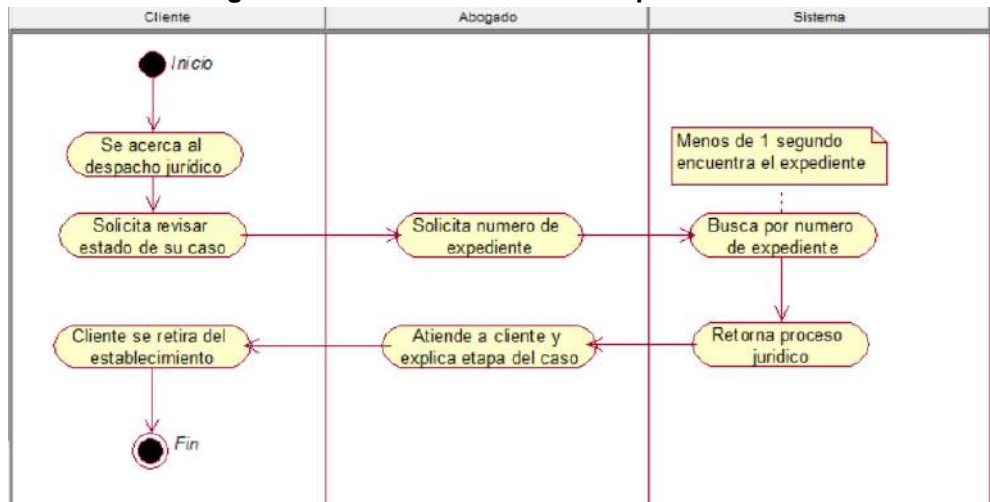 Cliente
Abogado
Sistema
Inicio
Se acerca al
despacho jurídico
Menos de 1 segundo
encuentra el expediente
Solicita revisar
estado de su caso
Solicita numero de
expediente
Busca por numero
de expediente
Cliente se retira del
establecimiento
Atiende a cliente y
explica etapa del caso
Retorna proceso
juridico
Fin